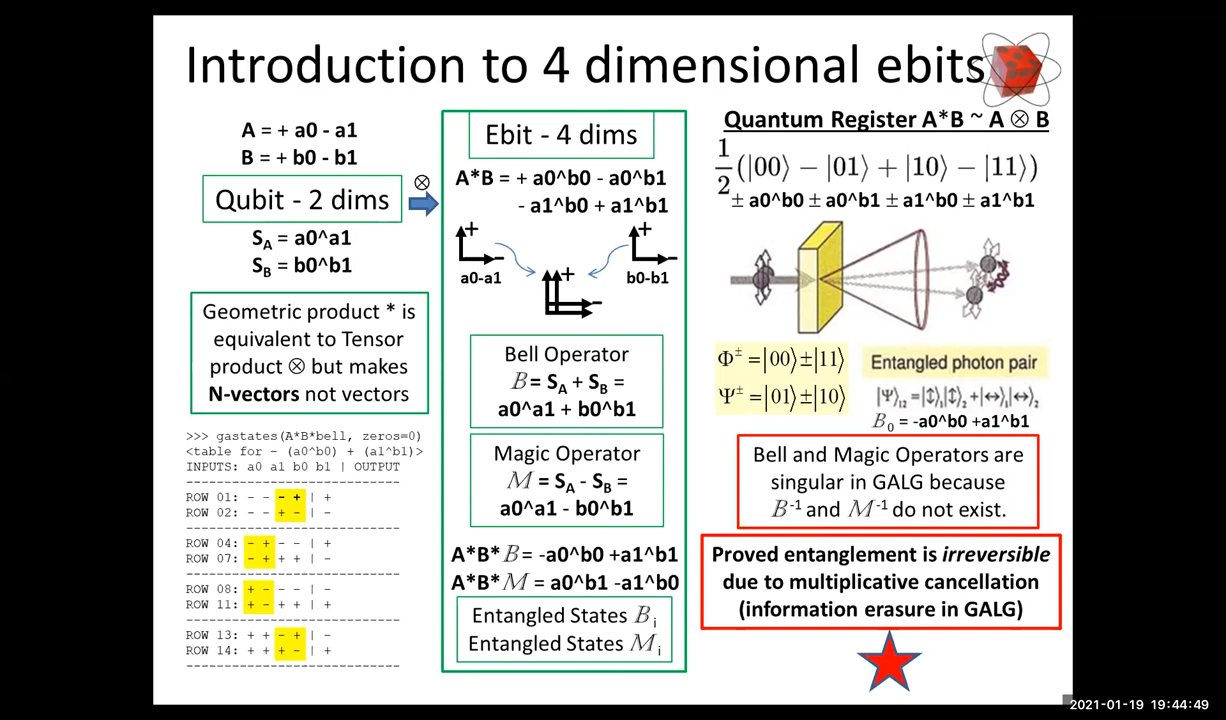 Introduction to 4 dimensional ebits
A = + a0 - a1
B = + b0 - b1
Qubit - 2 dims
⊗
S_A = a0^a1
S_B = b0^b1
Geometric product * is
equivalent to Tensor
product ⊗ but makes
N-vectors not vectors
>>> gastates(A*B*bell, zeros=0)
<table for - (a0^b0) + (a1^b1)>
INPUTS: a0 a1 b0 b1 | OUTPUT
---------------------------------
ROW 01: - - - + | +
ROW 02: - - + - | -
---------------------------------
ROW 04: - + - - | +
ROW 07: - + + + | -
---------------------------------
ROW 08: + - - - | -
ROW 11: + - + + | +
---------------------------------
ROW 13: + + - + | -
ROW 14: + + + - | +
---------------------------------
Ebit - 4 dims
A*B = + a0^b0 - a0^b1
- a1^b0 + a1^b1
+ -
a0-a1
+ -
b0-b1
+ -
Bell Operator
B = S_A + S_B =
a0^a1 + b0^b1
Magic Operator
M = S_A - S_B =
a0^a1 - b0^b1
A*B* B = -a0^b0 +a1^b1
A*B* M = a0^b1 -a1^b0
Entangled States B_i
Entangled States M_i
Quantum Register A*B ~ A ⊗ B
1/2(|00⟩ − |01⟩ + |10⟩ − |11⟩)
± a0^b0 ± a0^b1 ± a1^b0 ± a1^b1
Φ^± = |00⟩±|11⟩
Ψ^± = |01⟩±|10⟩
Entangled photon pair
|Ψ⟩₁₂ = |↕⟩₁|↕⟩₂ + |↔⟩₁|↔⟩₂
B_0 = -a0^b0 +a1^b1
Bell and Magic Operators are
singular in GALG because
B^-1 and M^-1 do not exist.
Proved entanglement is irreversible
due to multiplicative cancellation
(information erasure in GALG)
2021-01-19 19:44:49